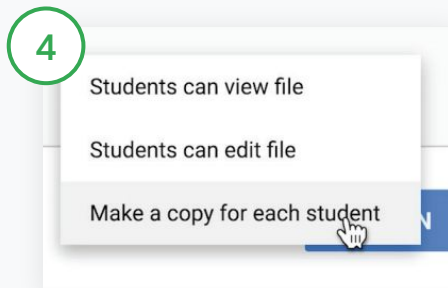 4
Students can view file
Students can edit file
Make a copy for each student
N